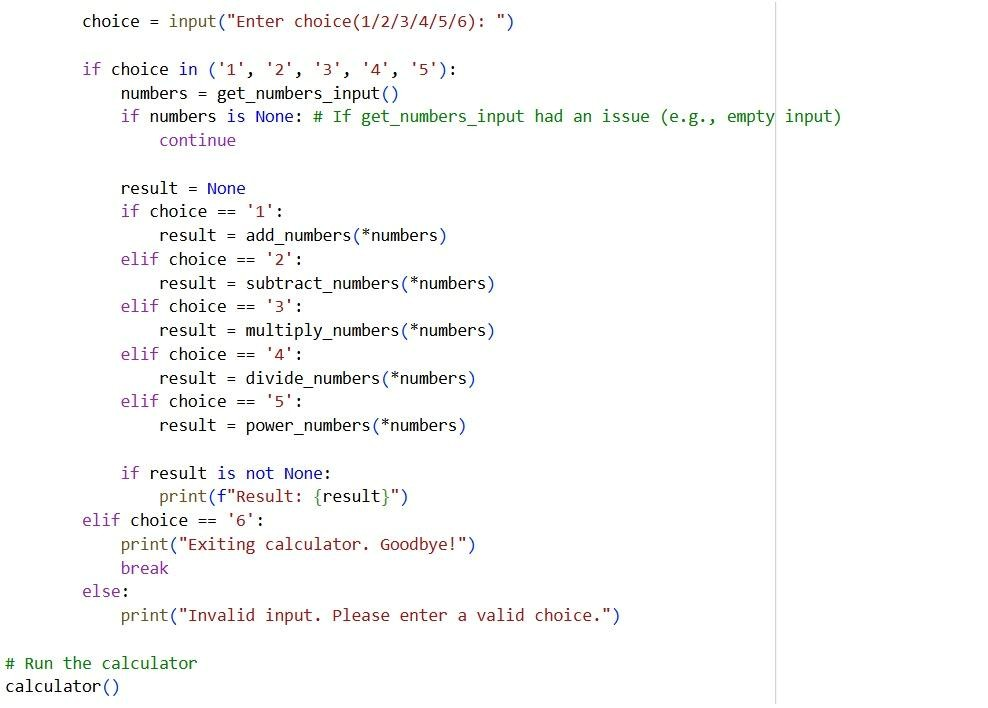 choice = input("Enter choice(1/2/3/4/5/6): ")
if choice in ('1', '2', '3', '4', '5'):
numbers = get_numbers_input()
if numbers is None: # If get_numbers_input had an issue (e.g., empty input)
continue
result = None
if choice == '1':
result = add_numbers(*numbers)
elif choice == '2':
result = subtract_numbers(*numbers)
elif choice == '3':
result = multiply_numbers(*numbers)
elif choice == '4':
result = divide_numbers(*numbers)
elif choice == '5':
result = power_numbers(*numbers)
if result is not None:
print(f"Result: {result}")
elif choice == '6':
print("Exiting calculator. Goodbye!")
break
else:
print("Invalid input. Please enter a valid choice.")
# Run the calculator
calculator()